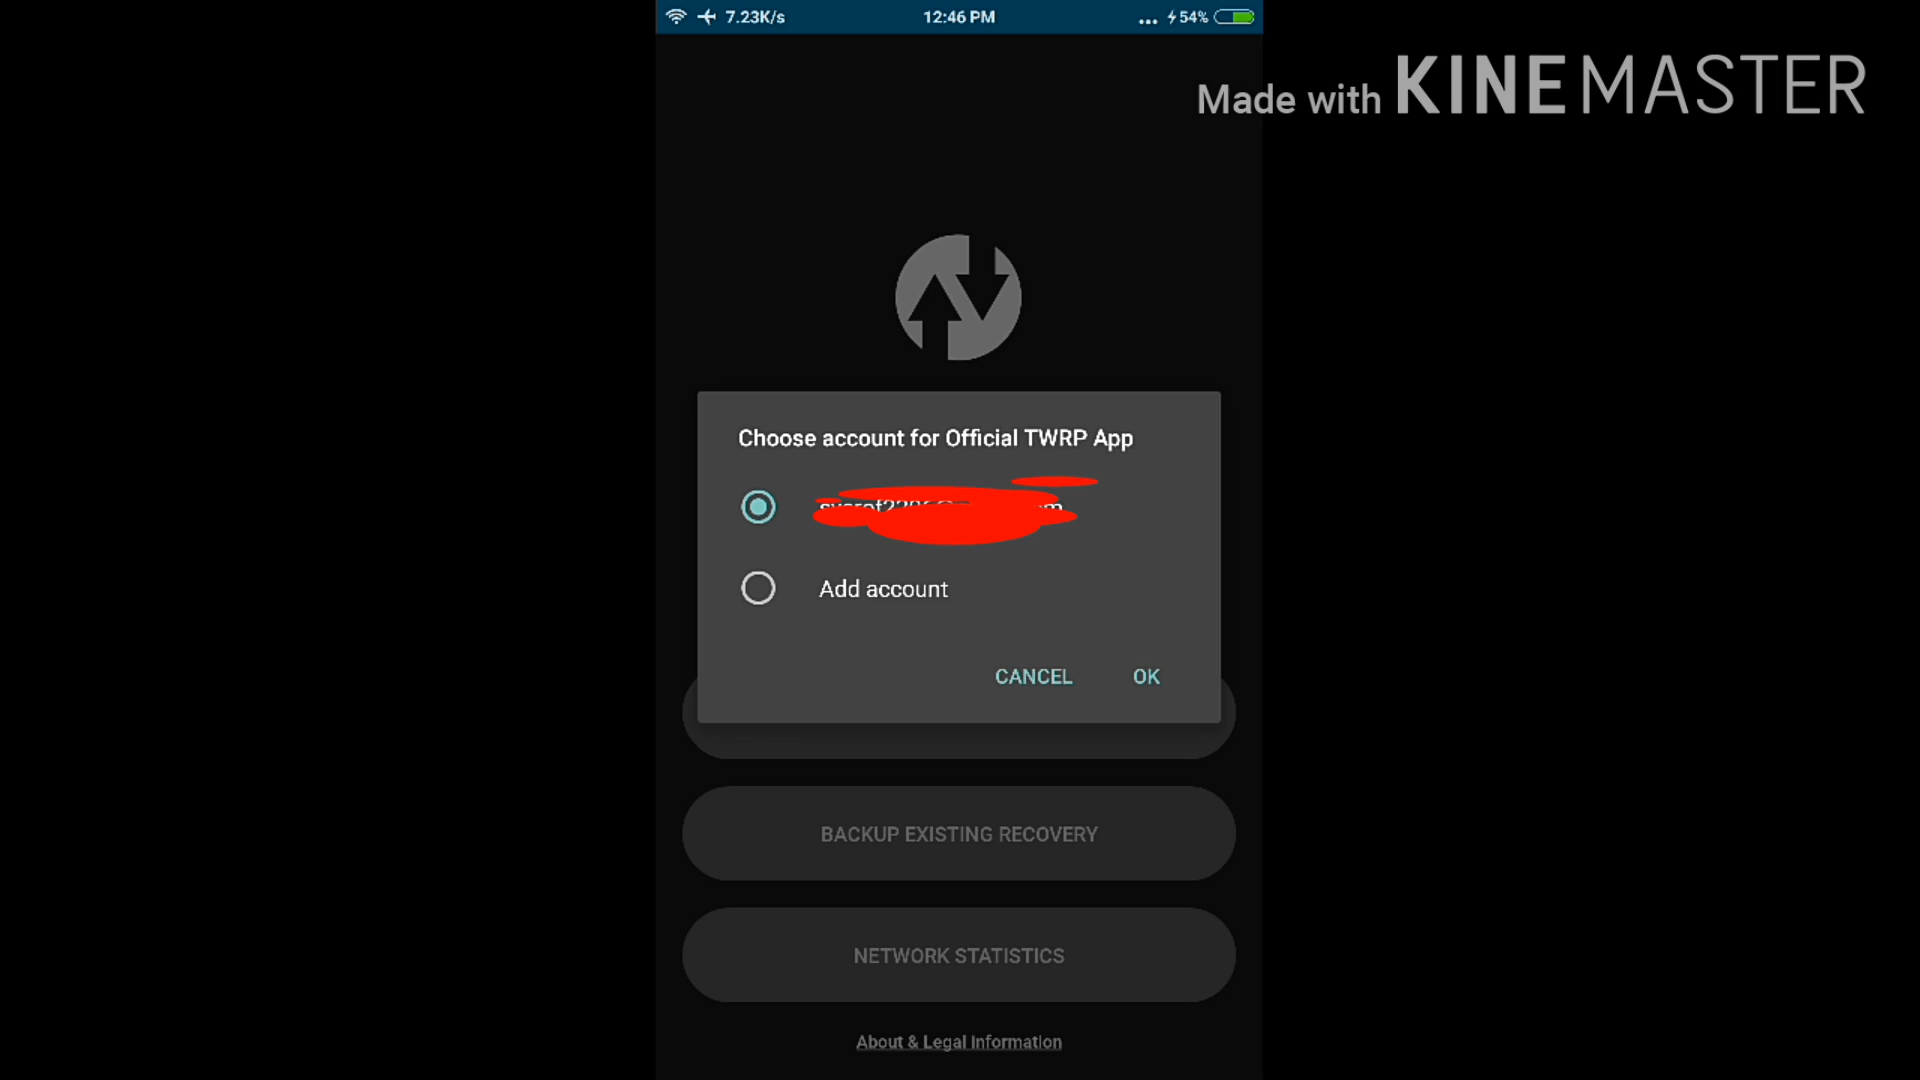 7.23K/s 12:46 PM ... 54%
Made with KINEMASTER
Choose account for Official TWRP App
Add account
CANCEL OK
BACKUP EXISTING RECOVERY
NETWORK STATISTICS
About & Legal Information